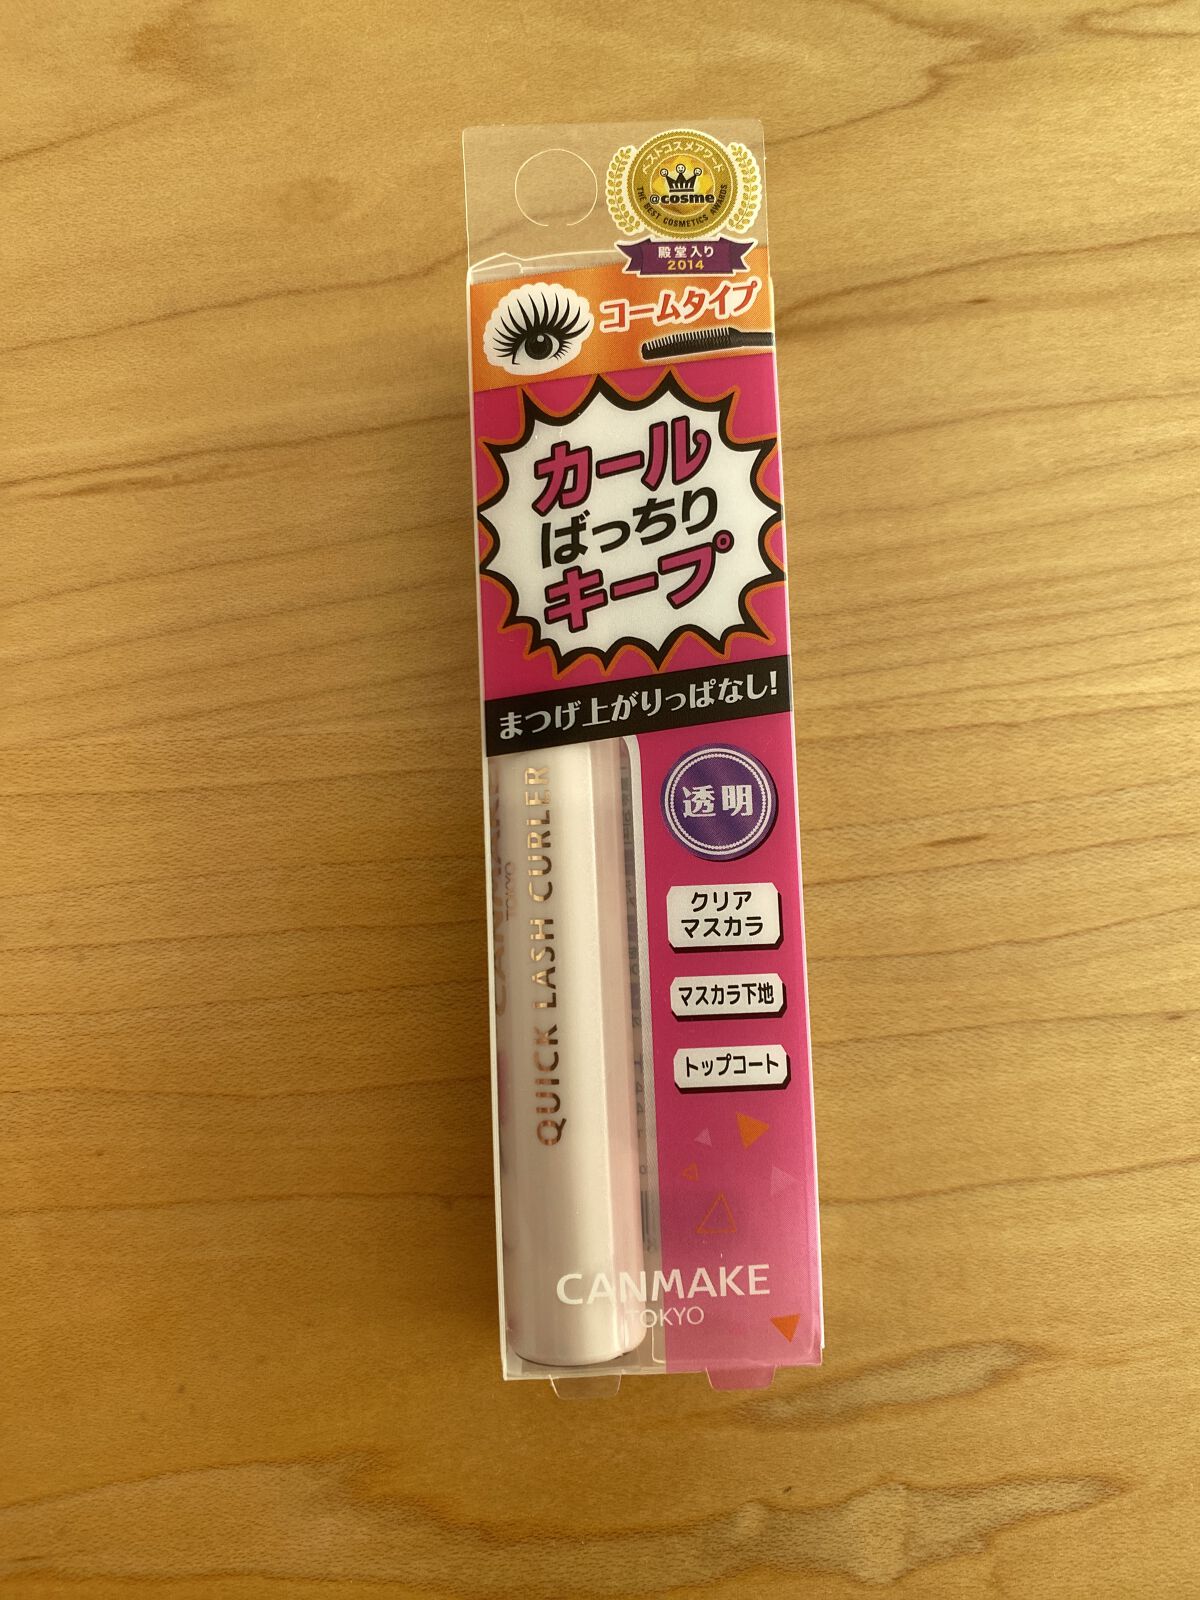 ベストコスメアワード
@cosme
THE BEST COSMETICS AWARDS
殿堂入り
2014
コームタイプ
カール
ばっちり
キープ
まつげ上がりっぱなし!
透明
クリア
マスカラ
マスカラ下地
トップコート
QUICK LASH CURLER
CANMAKE
TOKYO
CANMAKE
TOKYO